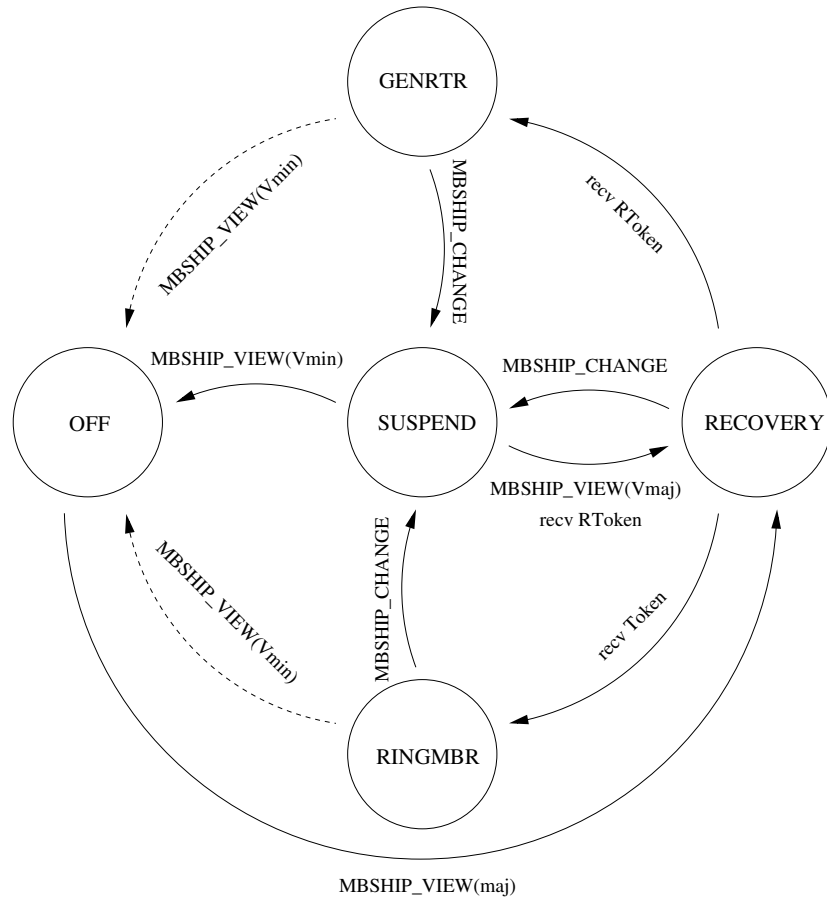 GENRTR
MBSHIP_VIEW(Vmin)
MBSHIP_CHANGE
recv RToken
MBSHIP_VIEW(Vmin)
MBSHIP_CHANGE
OFF
SUSPEND
RECOVERY
MBSHIP_VIEW(Vmaj)
recv RToken
MBSHIP_VIEW(Vmin)
MBSHIP_CHANGE
recv Token
RINGMBR
MBSHIP_VIEW(maj)